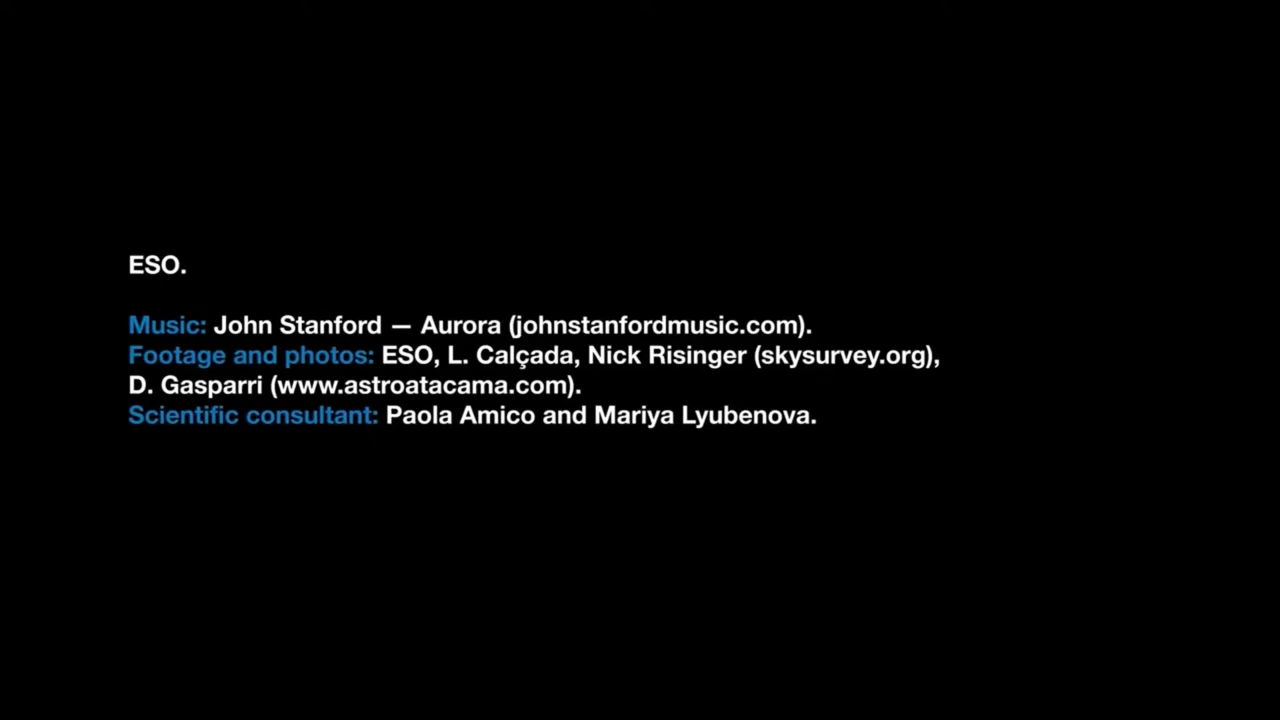 ESO.
Music: John Stanford — Aurora (johnstanfordmusic.com).
Footage and photos: ESO, L. Calçada, Nick Risinger (skysurvey.org),
D. Gasparri (www.astroatacama.com).
Scientific consultant: Paola Amico and Mariya Lyubenova.